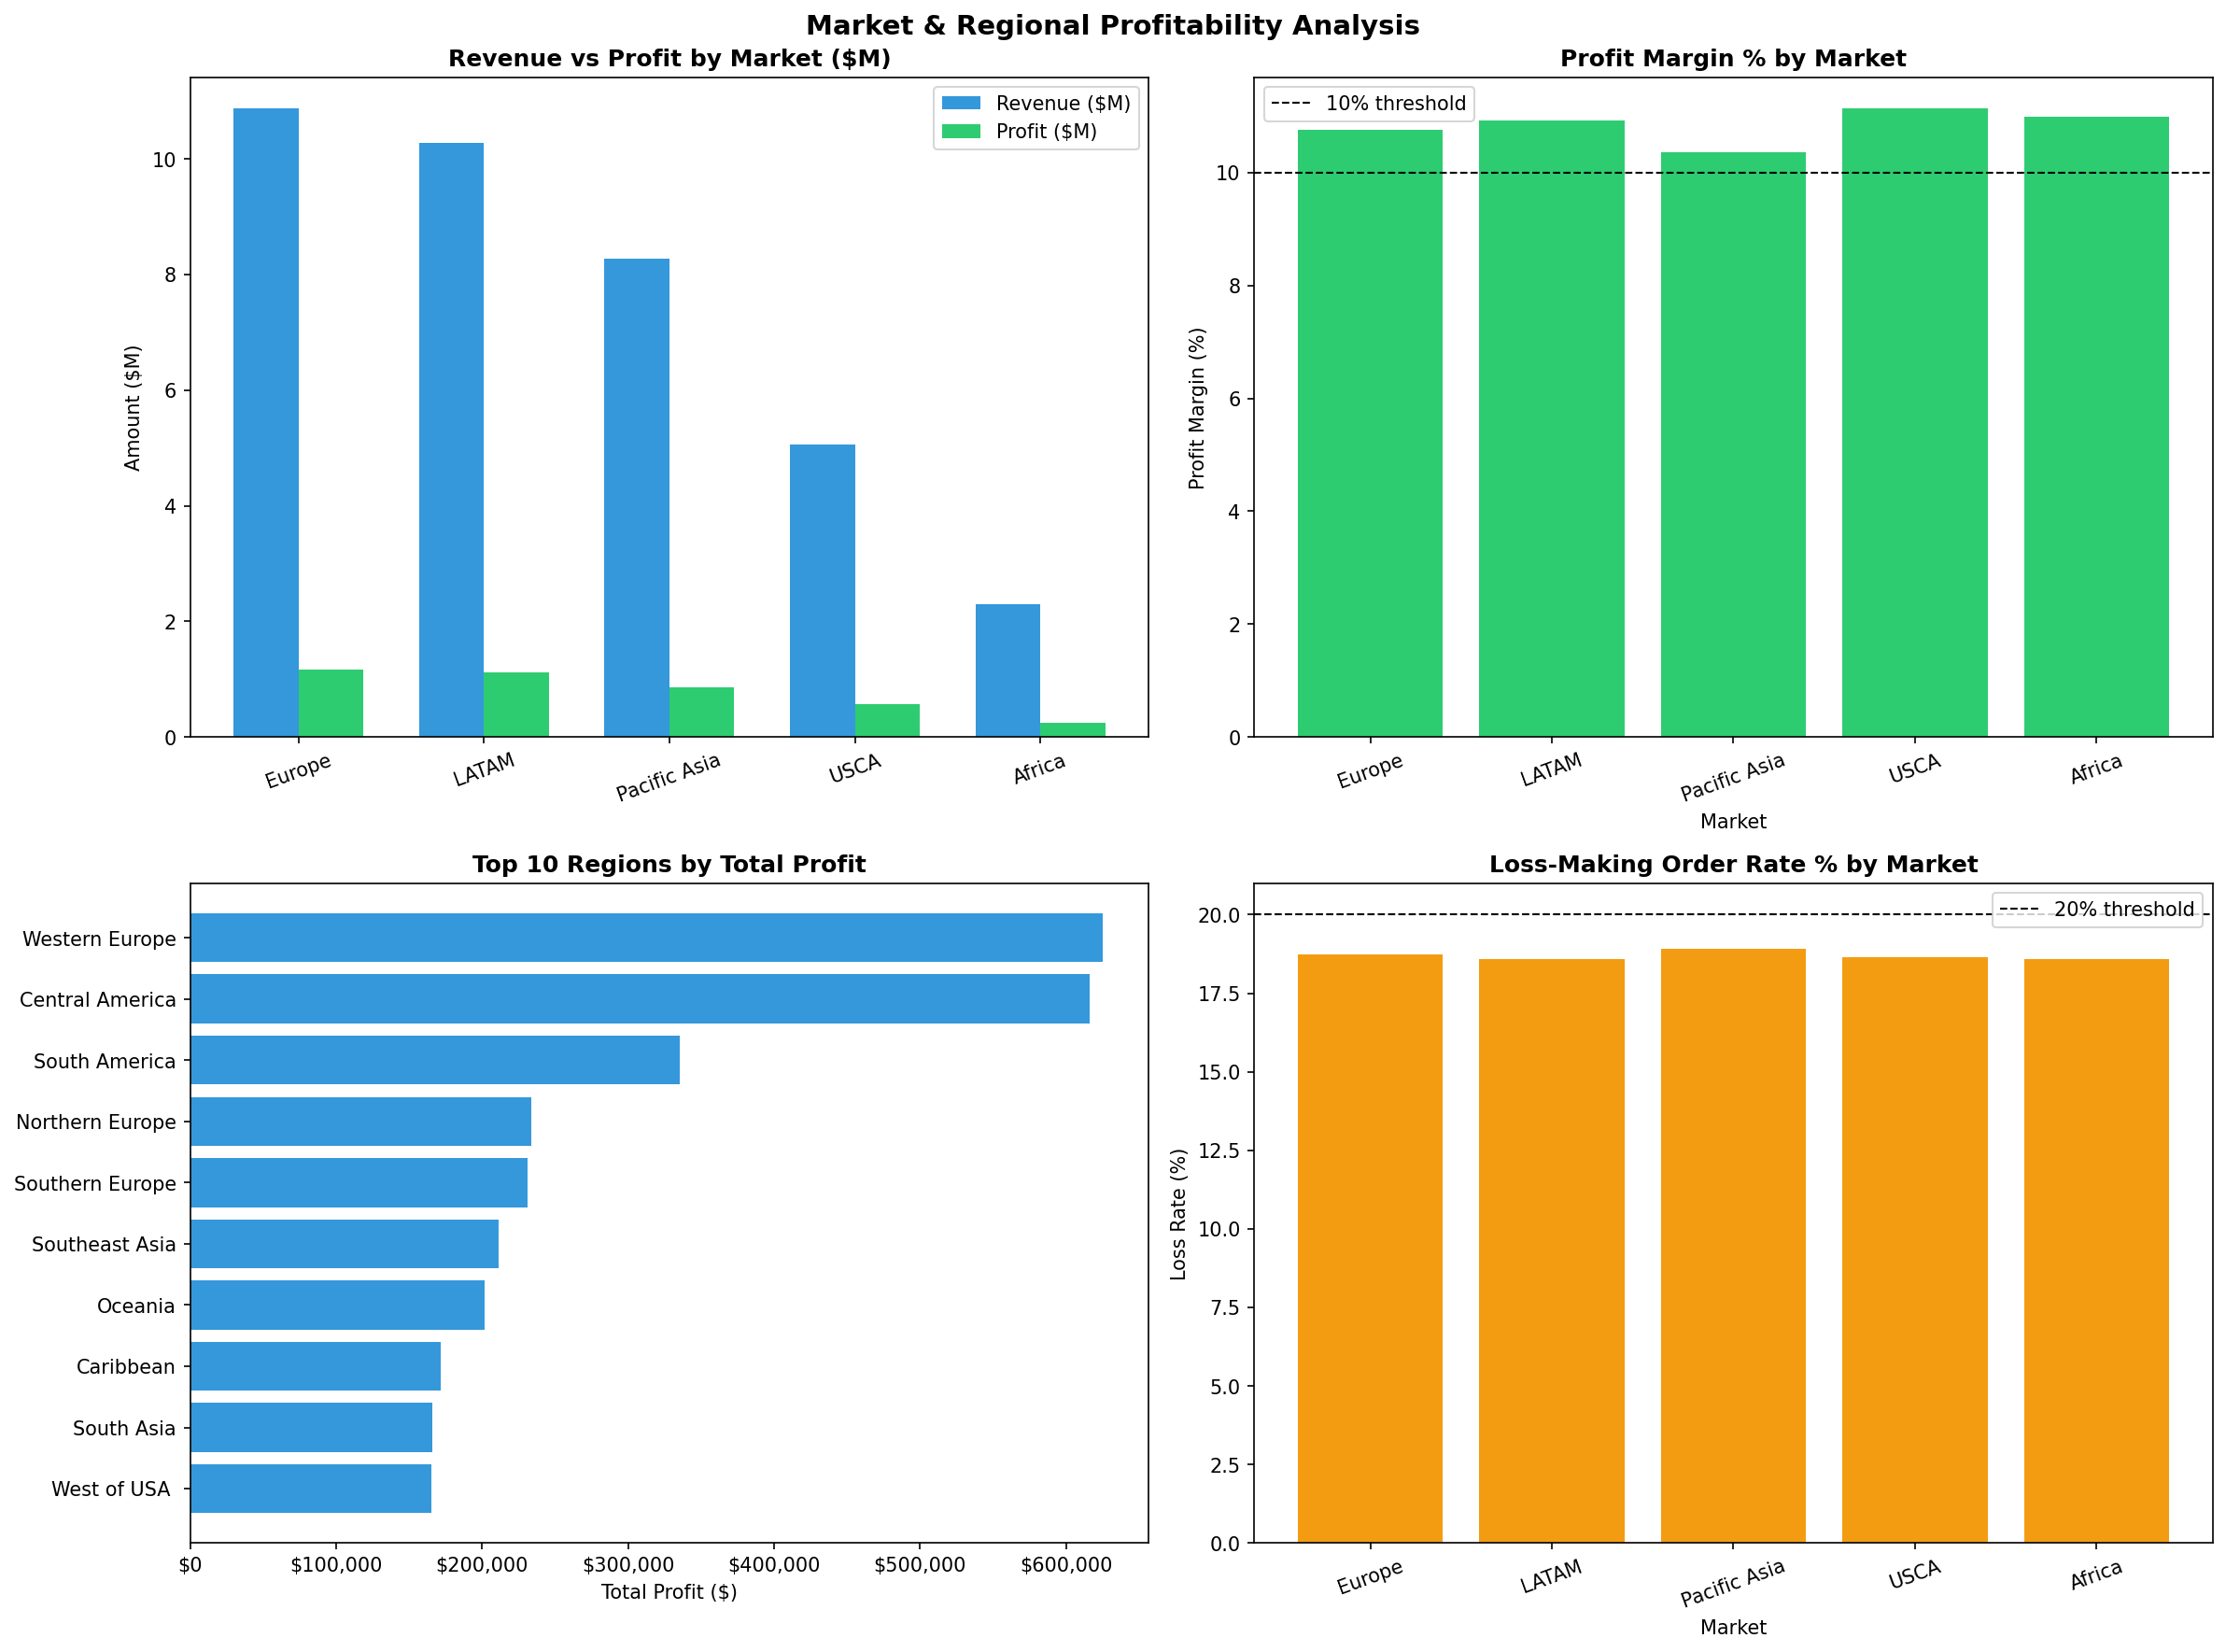 Market & Regional Profitability Analysis
Revenue vs Profit by Market ($M)
Revenue ($M)
Profit ($M)
Amount ($M)
10
8
6
4
2
0
Europe
LATAM
Pacific Asia
USCA
Africa
Profit Margin % by Market
10% threshold
Profit Margin (%)
10
8
6
4
2
0
Europe
LATAM
Pacific Asia
USCA
Africa
Market
Top 10 Regions by Total Profit
Western Europe
Central America
South America
Northern Europe
Southern Europe
Southeast Asia
Oceania
Caribbean
South Asia
West of USA
$0 $100,000 $200,000 $300,000 $400,000 $500,000 $600,000
Total Profit ($)
Loss-Making Order Rate % by Market
20% threshold
Loss Rate (%)
20.0
17.5
15.0
12.5
10.0
7.5
5.0
2.5
0.0
Europe
LATAM
Pacific Asia
USCA
Africa
Market